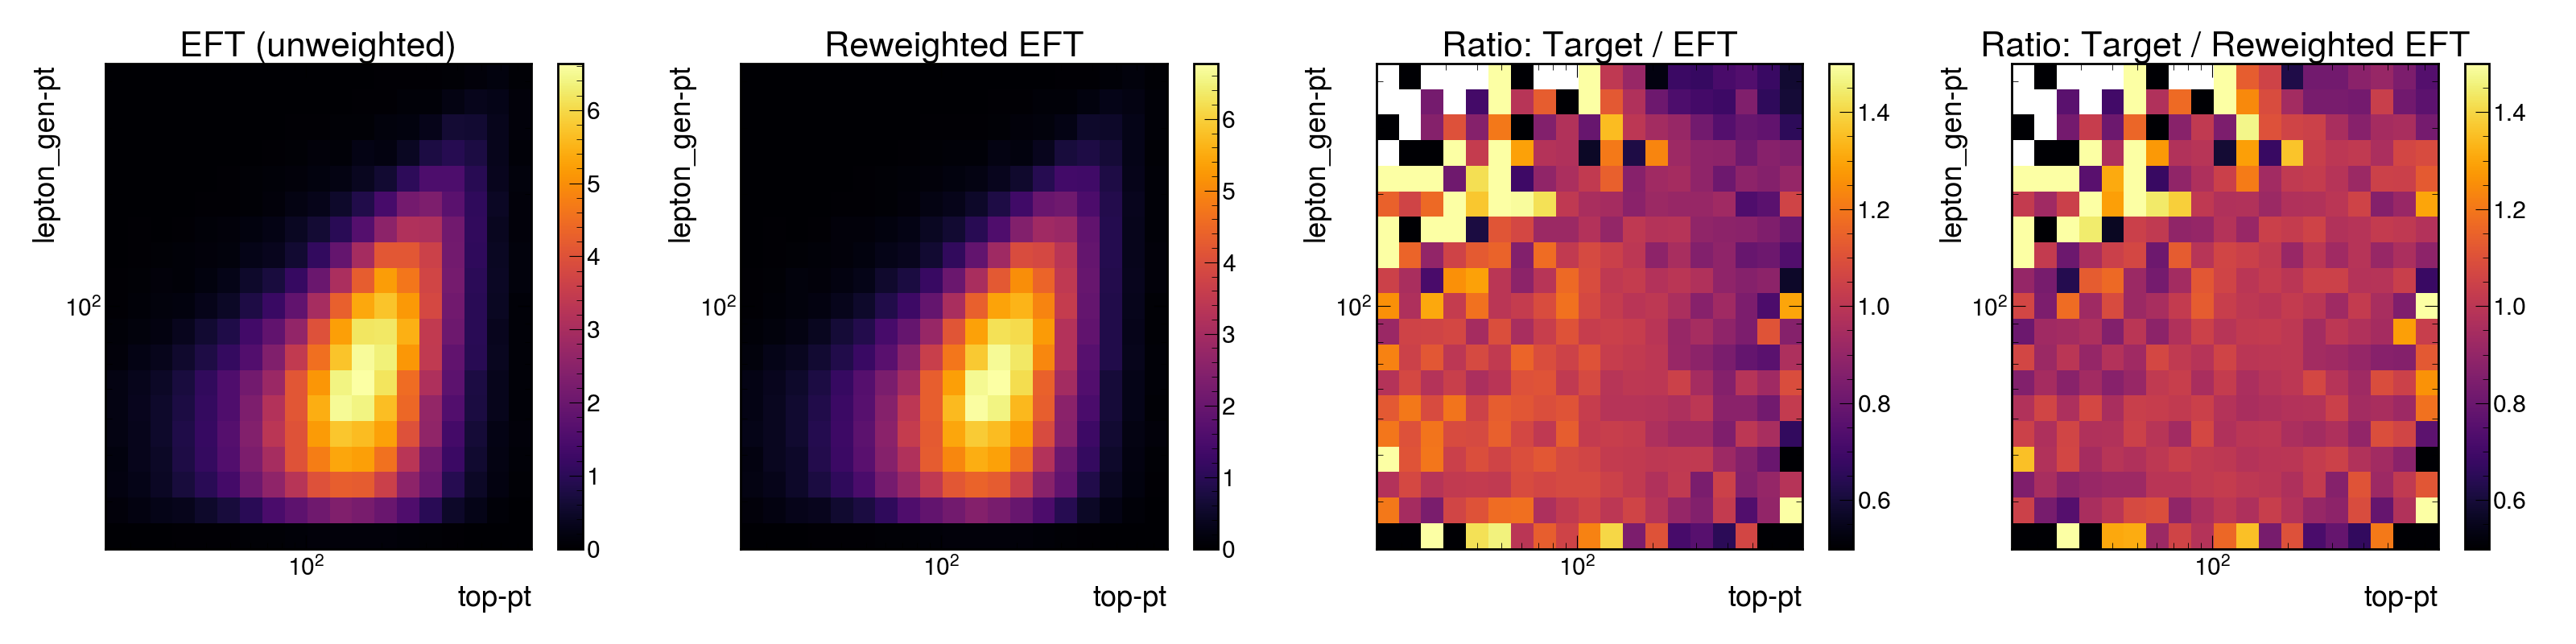 EFT (unweighted)
lepton_gen-pt
10²
10²
top-pt
6
5
4
3
2
1
0
Reweighted EFT
lepton_gen-pt
10²
10²
top-pt
6
5
4
3
2
1
0
Ratio: Target / EFT
lepton_gen-pt
10²
10²
top-pt
1.4
1.2
1.0
0.8
0.6
Ratio: Target / Reweighted EFT
lepton_gen-pt
10²
10²
top-pt
1.4
1.2
1.0
0.8
0.6